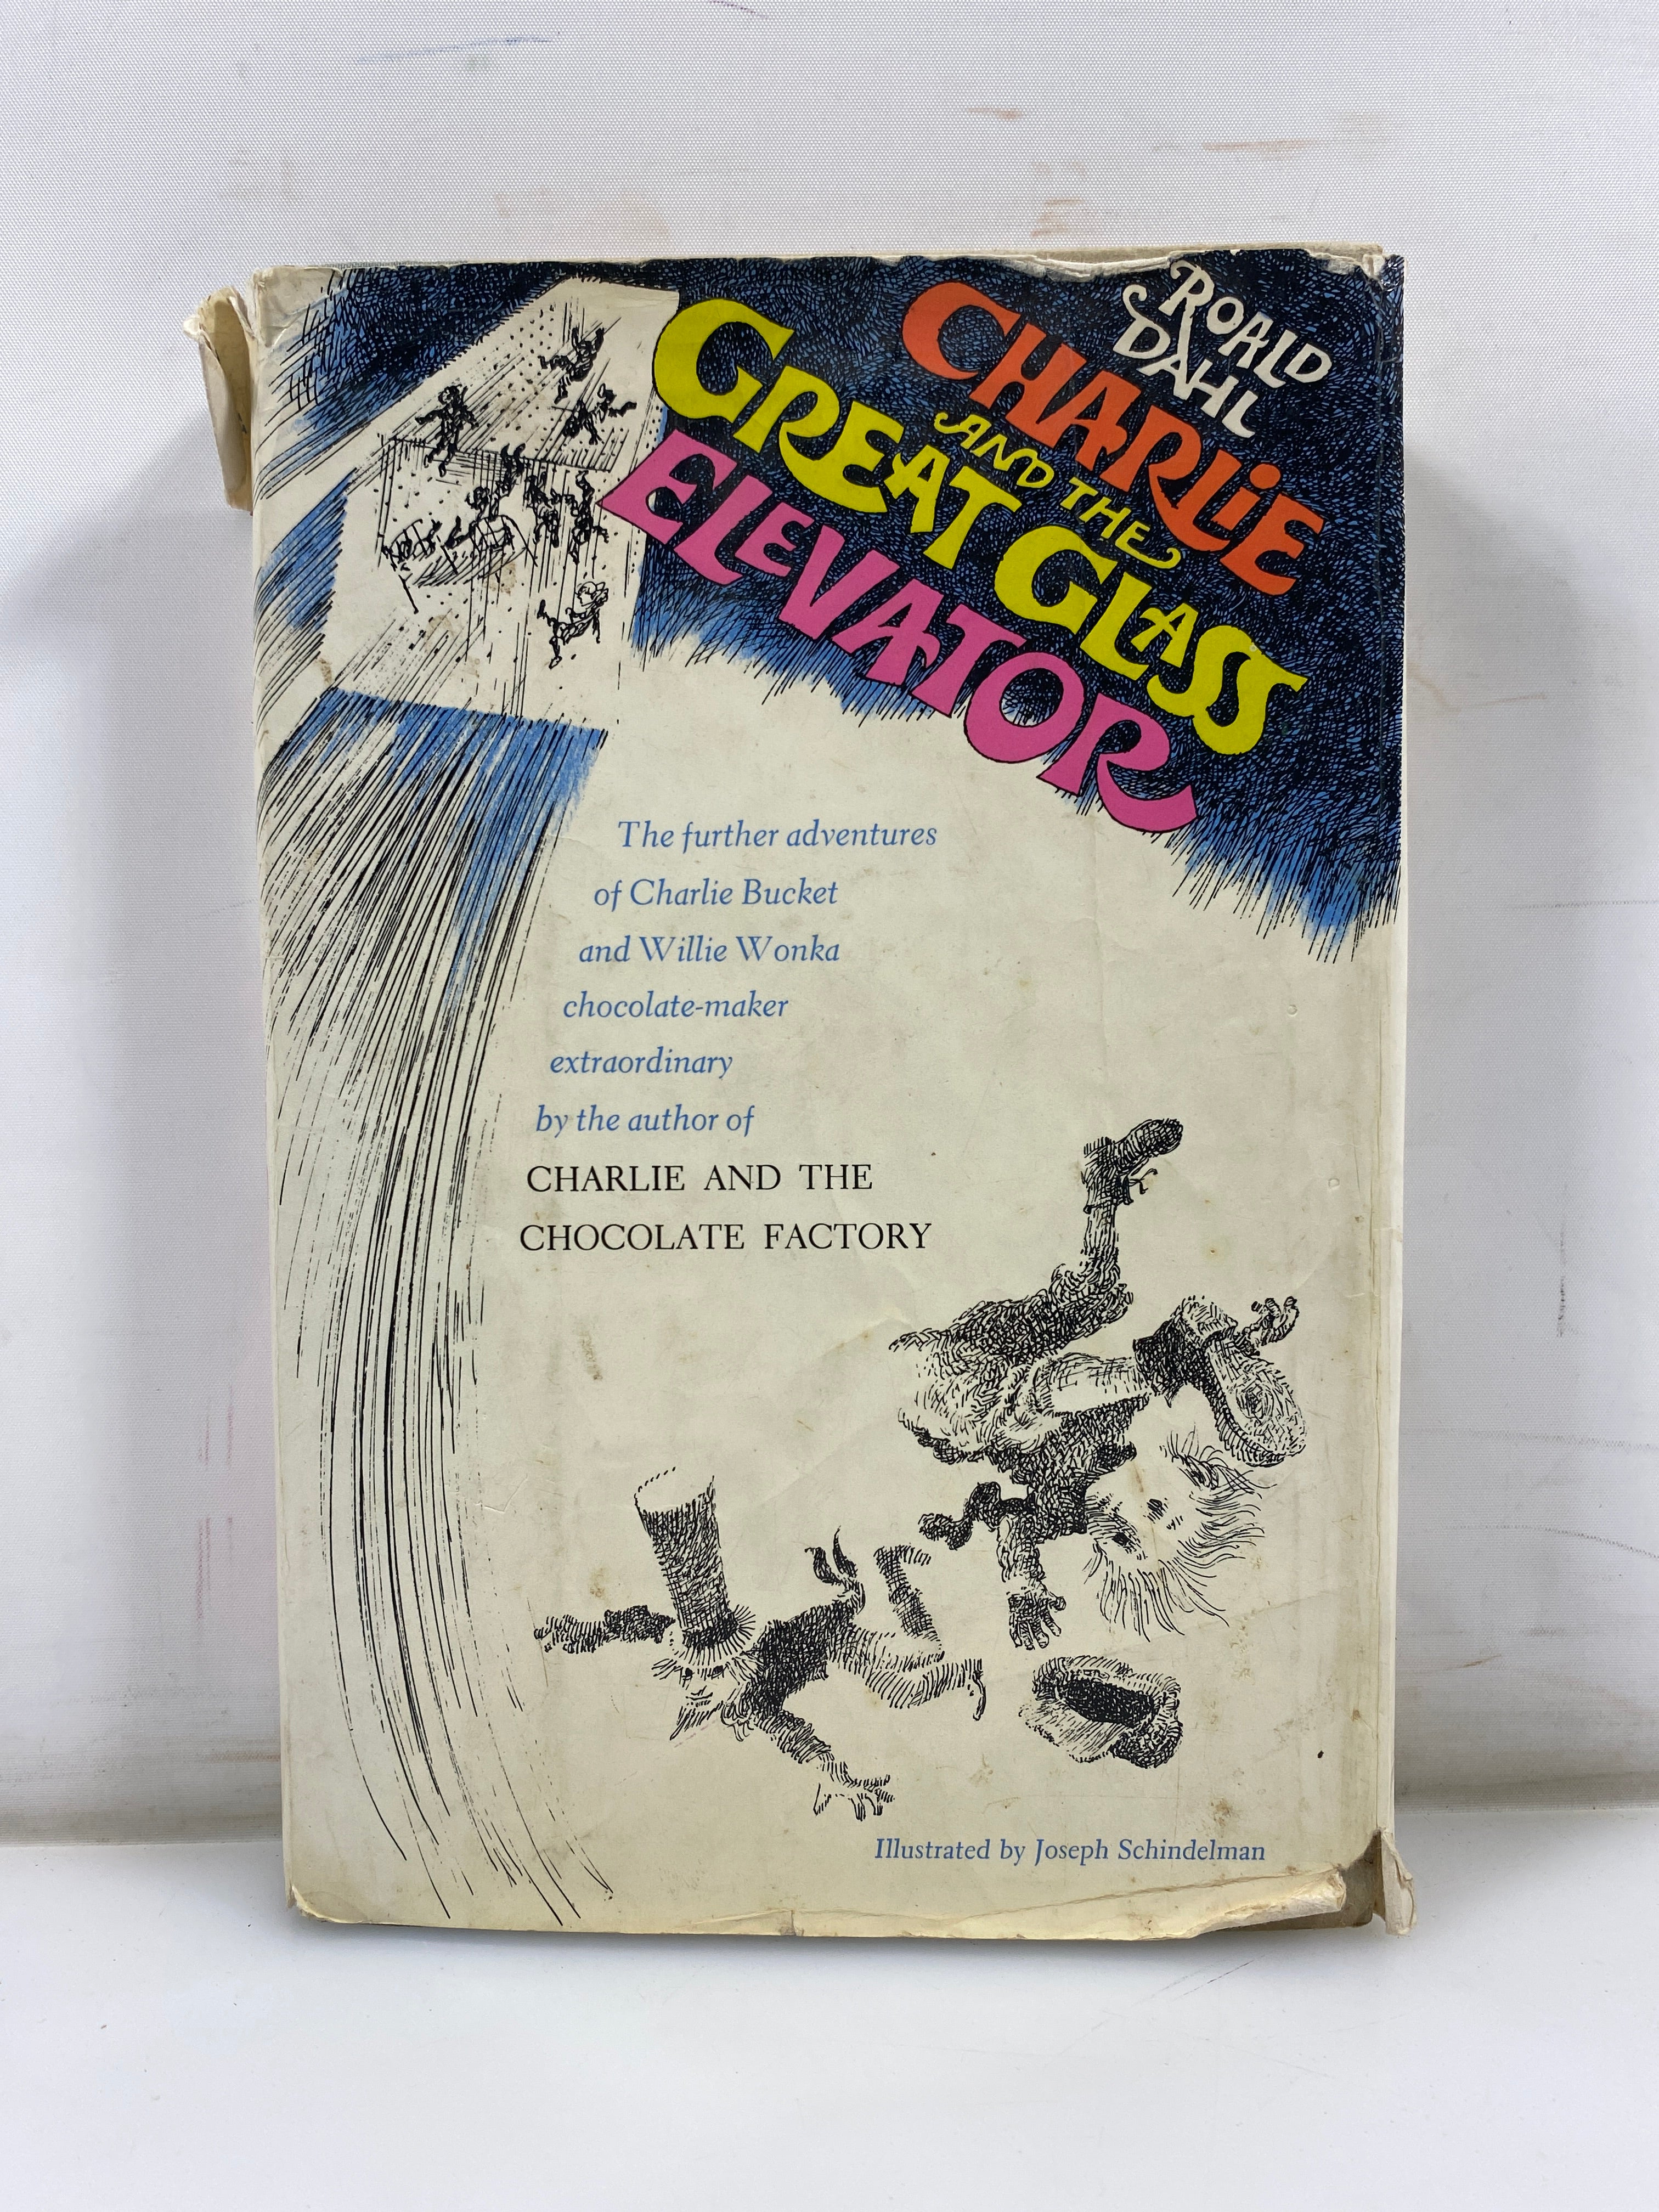 ROALD
DAHL
CHARLiE
AND THE
GREAT GLASS
ELEVATOR
The further adventures
of Charlie Bucket
and Willie Wonka
chocolate-maker
extraordinary
by the author of
CHARLIE AND THE
CHOCOLATE FACTORY
Illustrated by Joseph Schindelman